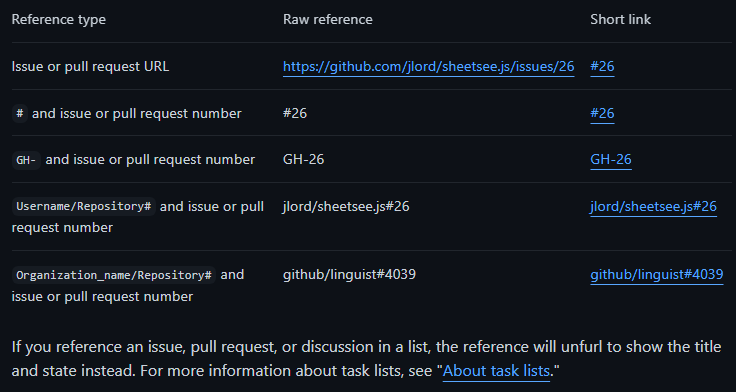 Reference type Raw reference Short link
Issue or pull request URL https://github.com/jlord/sheetsee.js/issues/26 #26
# and issue or pull request number #26 #26
GH- and issue or pull request number GH-26 GH-26
Username/Repository# and issue or pull jlord/sheetsee.js#26 jlord/sheetsee.js#26
request number
Organization_name/Repository# and github/linguist#4039 github/linguist#4039
issue or pull request number
If you reference an issue, pull request, or discussion in a list, the reference will unfurl to show the title
and state instead. For more information about task lists, see "About task lists."